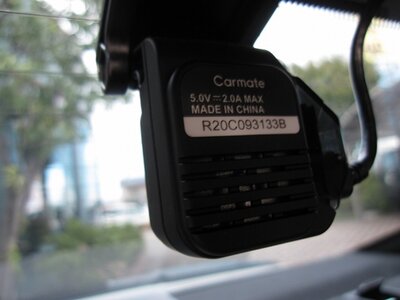 Carmate
5.0V⎓2.0A MAX
MADE IN CHINA
R20C093133B